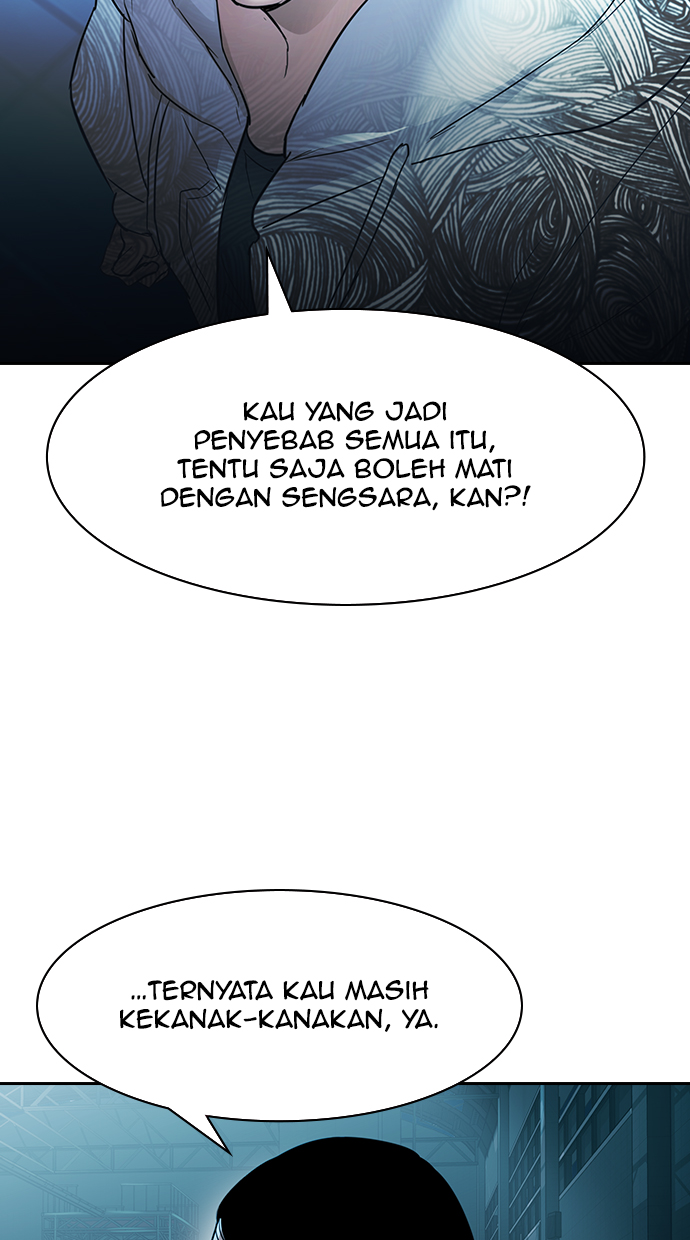 KAU YANG JADI
PENYEBAB SEMUA ITU,
TENTU SAJA BOLEH MATI
DENGAN SENGSARA, KAN?!
...TERNYATA KAU MASIH
KEKANAK-KANAKAN, YA.